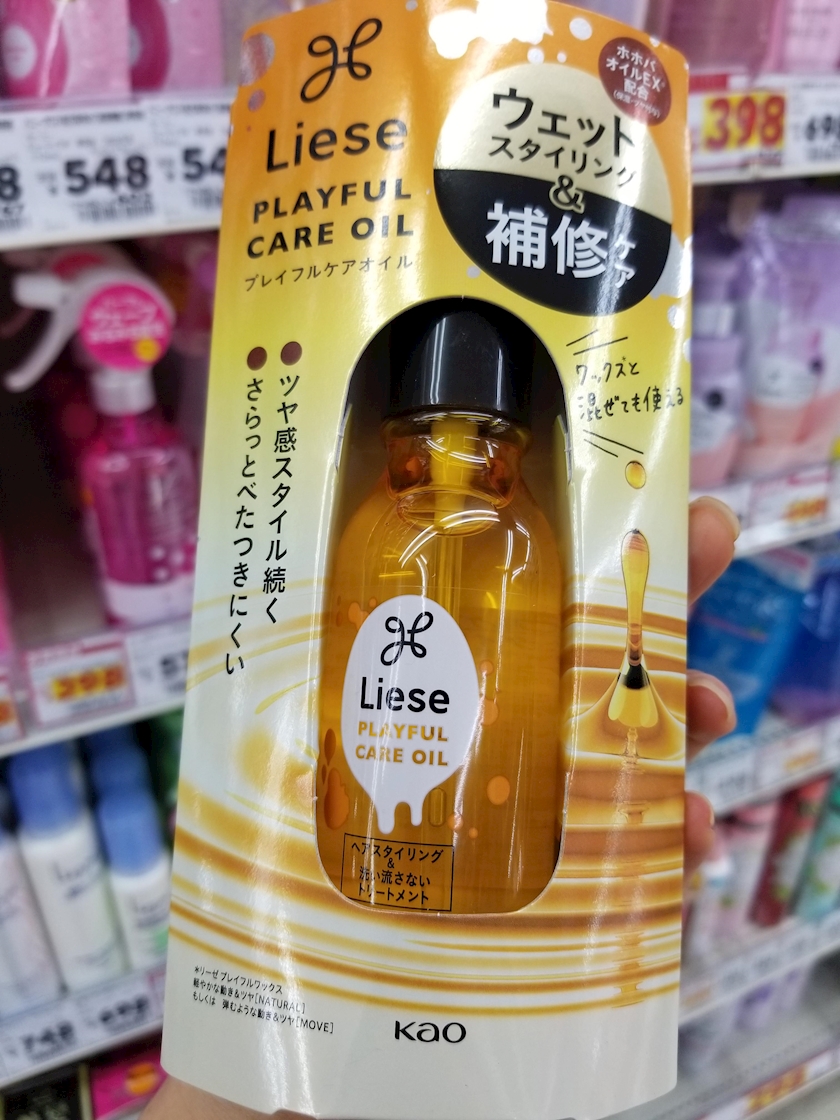 Liese
PLAYFUL
CARE OIL
プレイフルケアオイル
ホホバ
オイルEX*
配合
ウェット
スタイリング
&
補修ケア
ワックス*と
混ぜても使える
●ツヤ感スタイル続く
●さらっとべたつきにくい
Liese
PLAYFUL
CARE OIL
ヘアスタイリング
&
洗い流さない
トリートメント
*リーゼ プレイフルワックス
軽やかな動き&ツヤ[NATURAL]
もしくは 弾むような動き&ツヤ[MOVE]
Kao
548
54
398
698
398